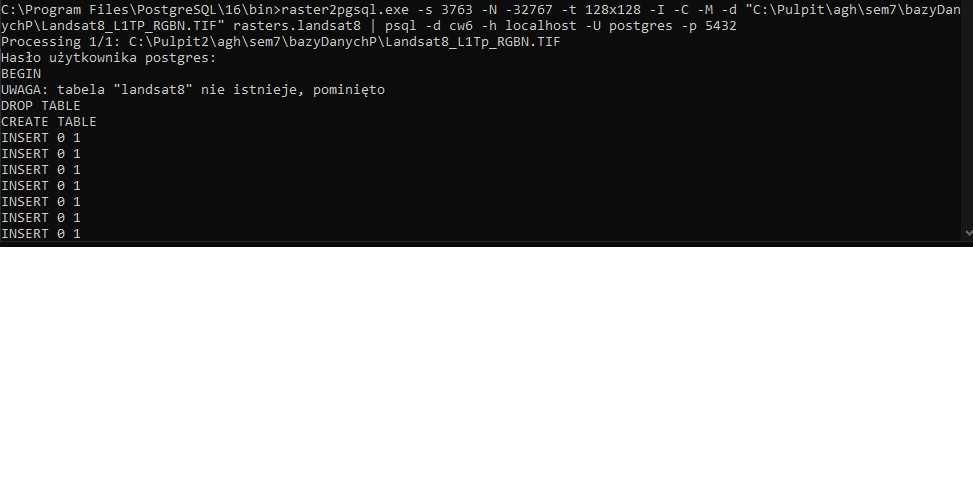 C:\Program Files\PostgreSQL\16\bin>raster2pgsql.exe -s 3763 -N -32767 -t 128x128 -I -C -M -d "C:\Pulpit\agh\sem7\bazyDan
ychP\Landsat8_L1TP_RGBN.TIF" rasters.landsat8 | psql -d cw6 -h localhost -U postgres -p 5432
Processing 1/1: C:\Pulpit2\agh\sem7\bazyDanychP\Landsat8_L1Tp_RGBN.TIF
Hasło użytkownika postgres:
BEGIN
UWAGA: tabela "landsat8" nie istnieje, pominięto
DROP TABLE
CREATE TABLE
INSERT 0 1
INSERT 0 1
INSERT 0 1
INSERT 0 1
INSERT 0 1
INSERT 0 1
INSERT 0 1